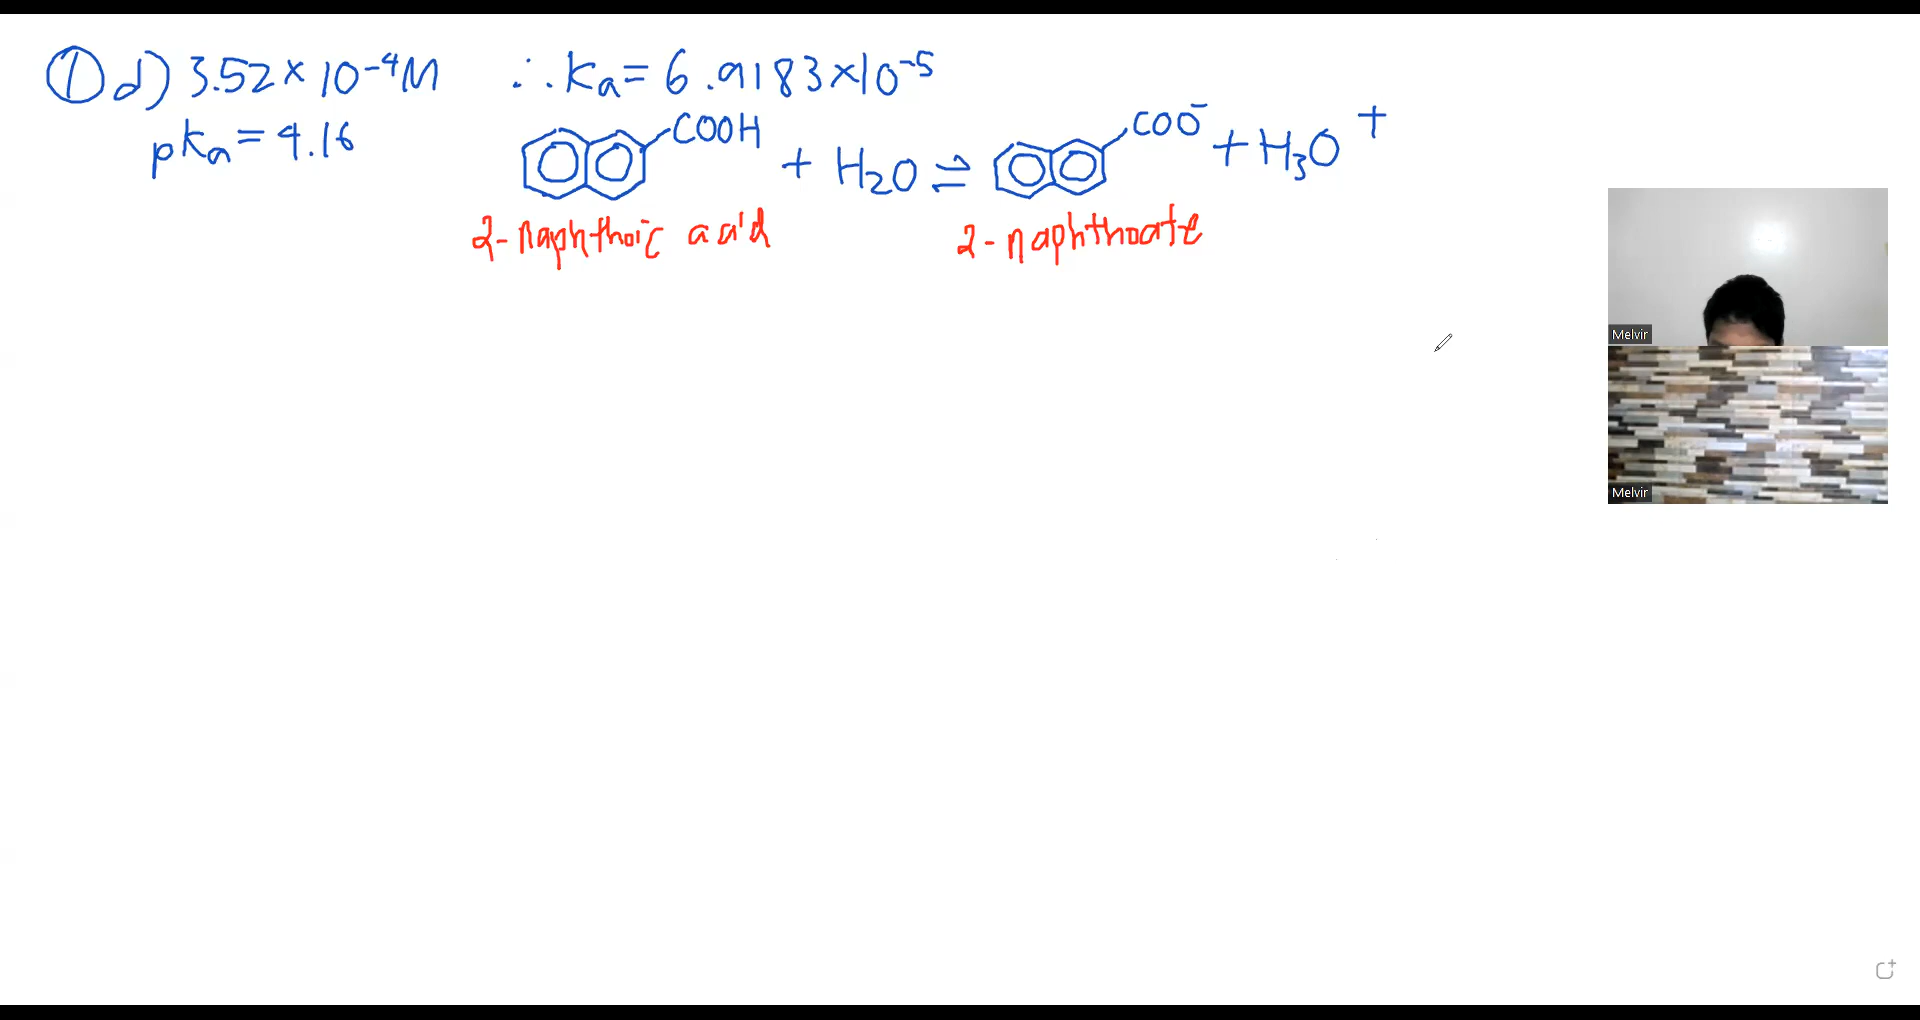 ① d) 3.52 × 10⁻⁴M ∴ Ka = 6.9183×10⁻⁵
pKa = 4.16
COOH + H₂O ⇌ COO⁻ + H₃O⁺
2-naphthoic acid 2-naphthoate
Melvir
Melvir